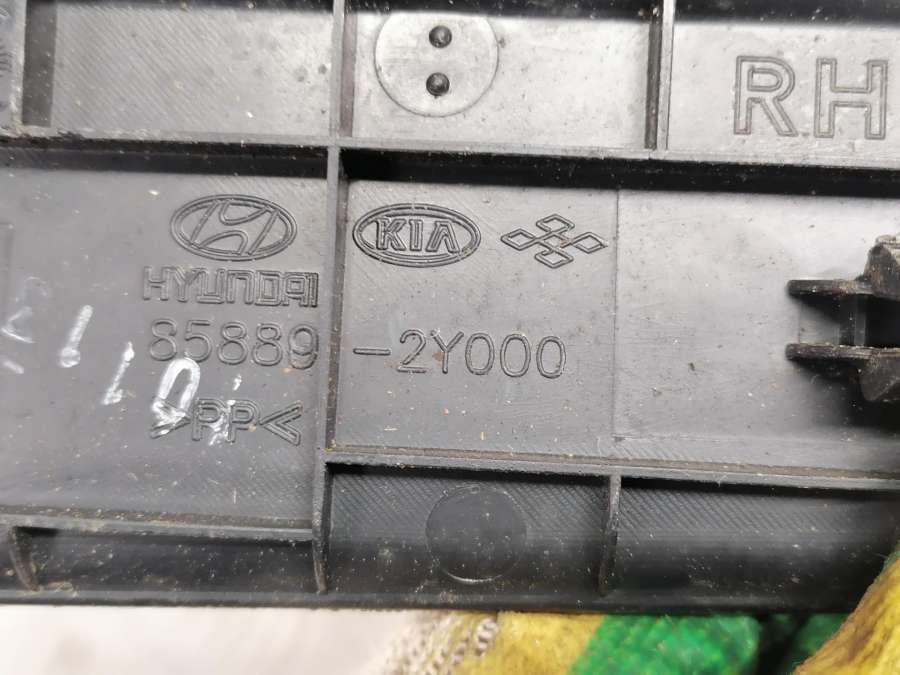 RH
KIA
HYUNDAI
85889-2Y000
>PP<